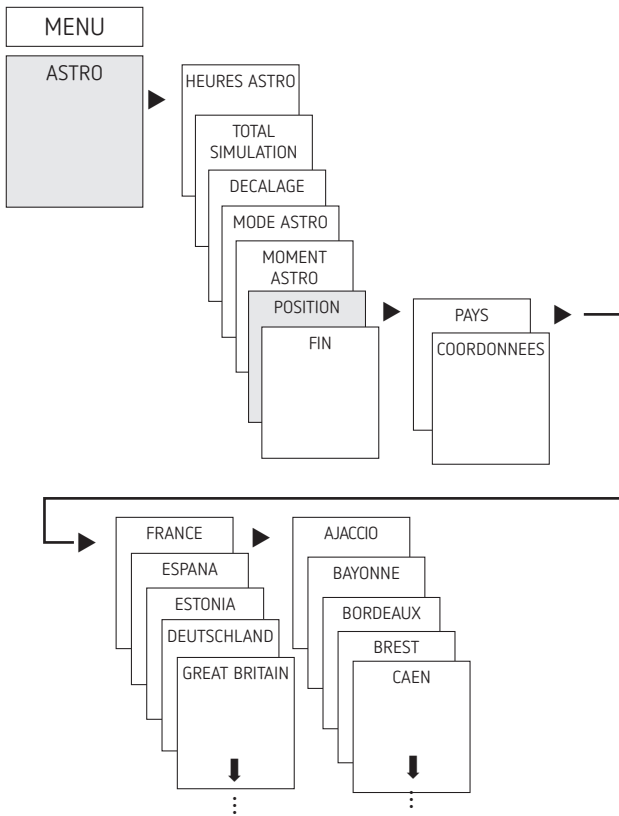 MENU
ASTRO
HEURES ASTRO
TOTAL
SIMULATION
DECALAGE
MODE ASTRO
MOMENT
ASTRO
POSITION
FIN
PAYS
COORDONNEES
FRANCE
ESPANA
ESTONIA
DEUTSCHLAND
GREAT BRITAIN
AJACCIO
BAYONNE
BORDEAUX
BREST
CAEN